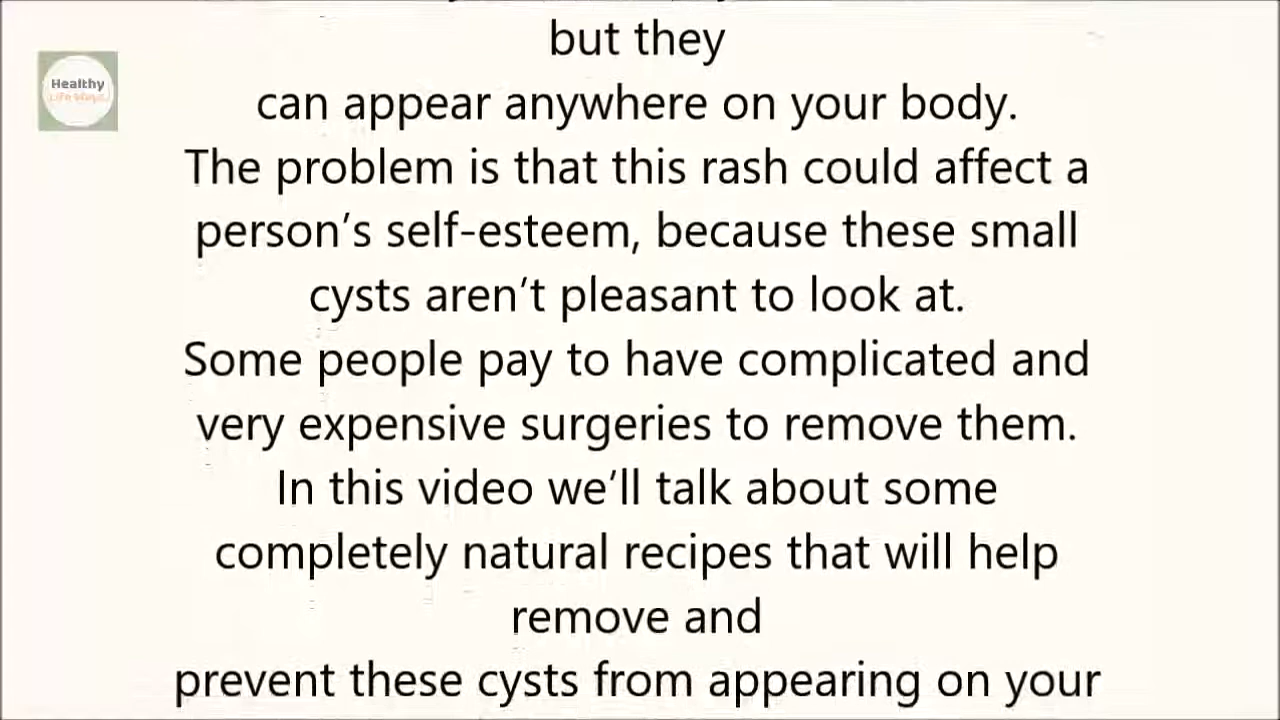 Healthy
but they
can appear anywhere on your body.
The problem is that this rash could affect a
person’s self-esteem, because these small
cysts aren’t pleasant to look at.
Some people pay to have complicated and
very expensive surgeries to remove them.
In this video we’ll talk about some
completely natural recipes that will help
remove and
prevent these cysts from appearing on your